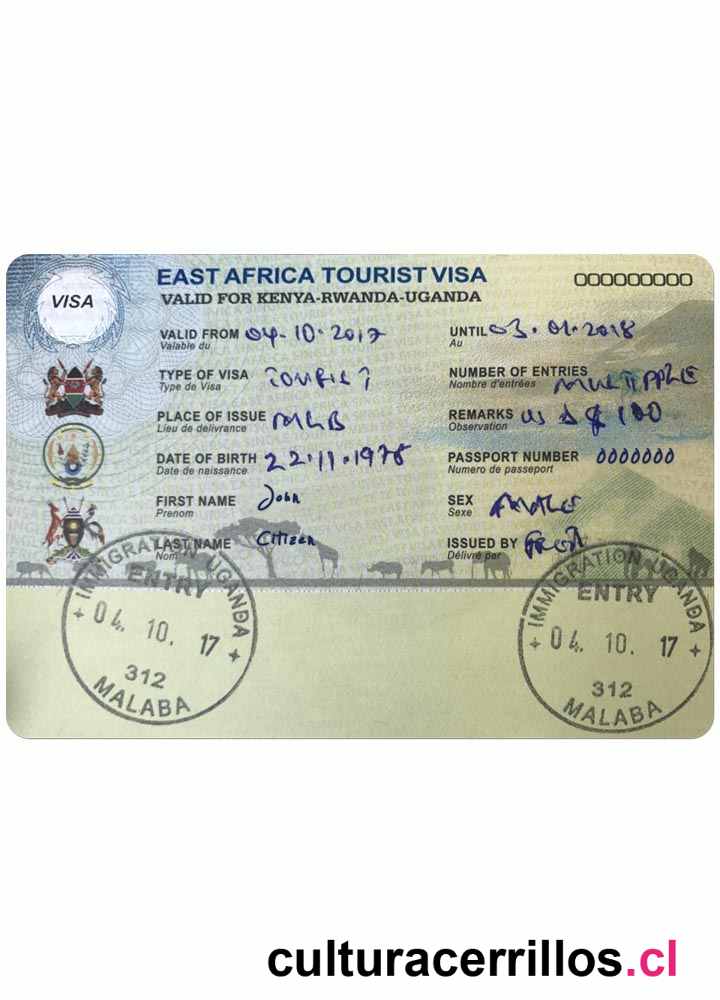 EAST AFRICA TOURIST VISA
VALID FOR KENYA-RWANDA-UGANDA
000000000
VISA
VALID FROM 04-10-2017
Valable du
UNTIL 03.01.2018
Au
TYPE OF VISA TOURIST
Type de Visa
NUMBER OF ENTRIES MULTIPPLE
Nombre d'entrées
PLACE OF ISSUE MLB
Lieu de delivrance
REMARKS US D $ 100
Observation
DATE OF BIRTH 22.11.1978
Date de naissance
PASSPORT NUMBER 0000000
Numero de passeport
FIRST NAME John
Prenom
SEX MALE
Sexe
LAST NAME Citizen
Nom
ISSUED BY
Délivré par
IMMIGRATION UGANDA
ENTRY
04. 10. 17
312
MALABA
IMMIGRATION UGANDA
ENTRY
04. 10. 17
312
MALABA
culturacerrillos.cl